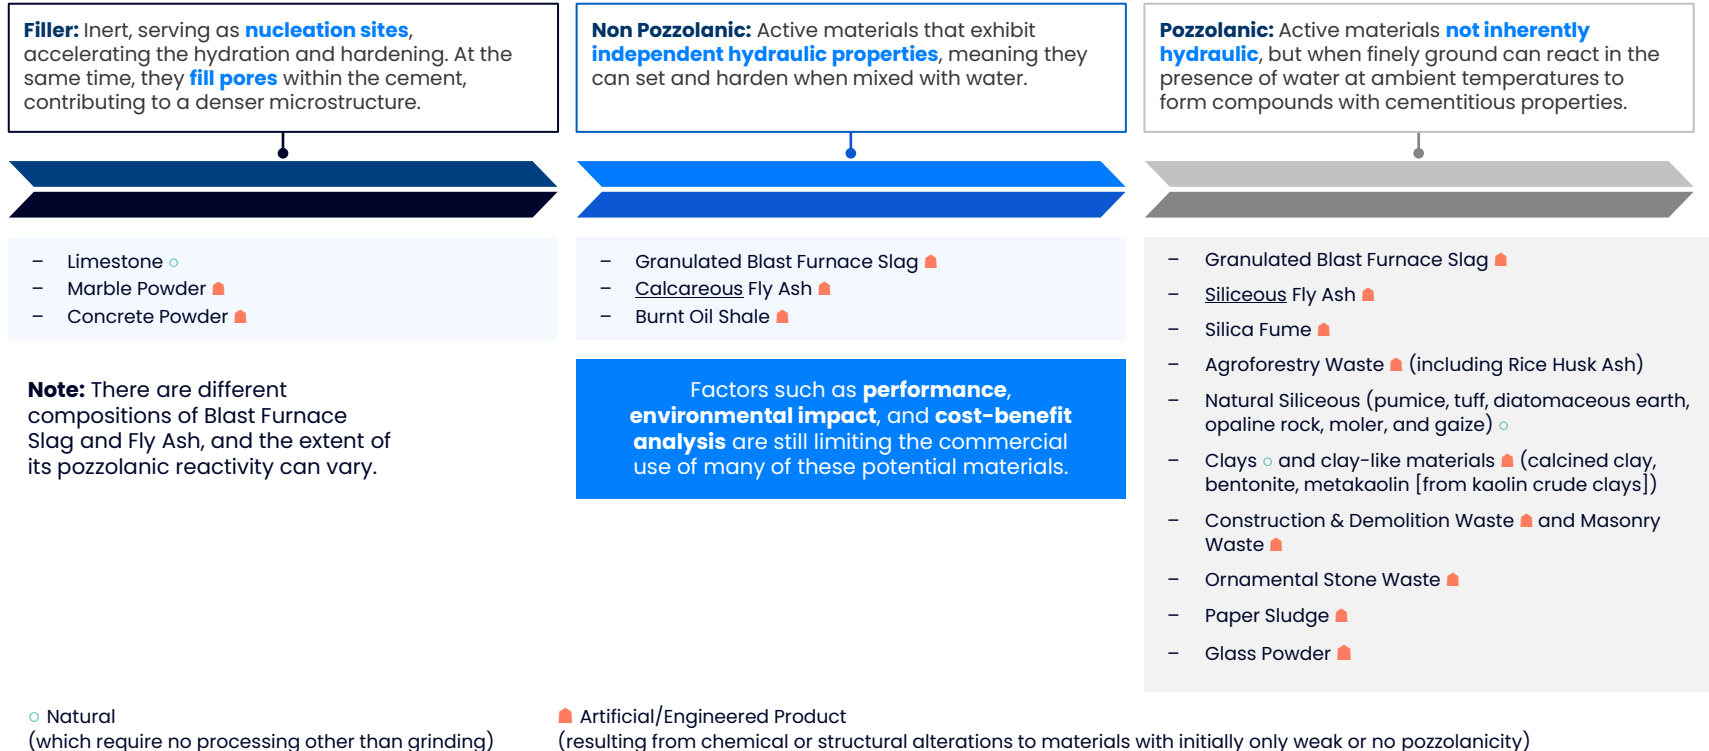 Filler: Inert, serving as nucleation sites,
accelerating the hydration and hardening. At the
same time, they fill pores within the cement,
contributing to a denser microstructure.
Non Pozzolanic: Active materials that exhibit
independent hydraulic properties, meaning they
can set and harden when mixed with water.
Pozzolanic: Active materials not inherently
hydraulic, but when finely ground can react in the
presence of water at ambient temperatures to
form compounds with cementitious properties.
– Limestone
– Marble Powder
– Concrete Powder
– Granulated Blast Furnace Slag
– Calcareous Fly Ash
– Burnt Oil Shale
– Granulated Blast Furnace Slag
– Siliceous Fly Ash
– Silica Fume
– Agroforestry Waste (including Rice Husk Ash)
– Natural Siliceous (pumice, tuff, diatomaceous earth,
opaline rock, moler, and gaize)
– Clays and clay-like materials (calcined clay,
bentonite, metakaolin [from kaolin crude clays])
– Construction & Demolition Waste and Masonry
Waste
– Ornamental Stone Waste
– Paper Sludge
– Glass Powder
Note: There are different
compositions of Blast Furnace
Slag and Fly Ash, and the extent of
its pozzolanic reactivity can vary.
Factors such as performance,
environmental impact, and cost-benefit
analysis are still limiting the commercial
use of many of these potential materials.
Natural
(which require no processing other than grinding)
Artificial/Engineered Product
(resulting from chemical or structural alterations to materials with initially only weak or no pozzolanicity)